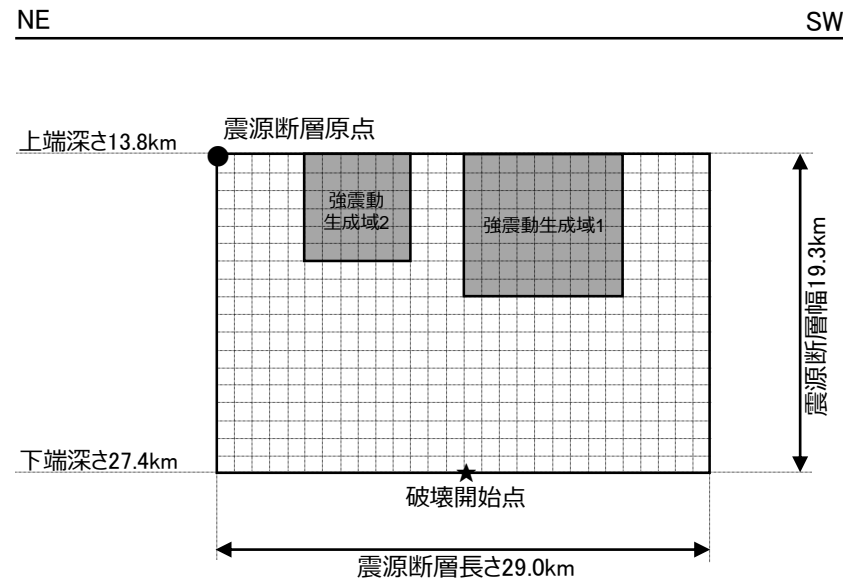 NE
SW
震源断層原点
上端深さ13.8km
強震動
生成域2
強震動生成域1
震源断層幅19.3km
下端深さ27.4km
破壊開始点
震源断層長さ29.0km